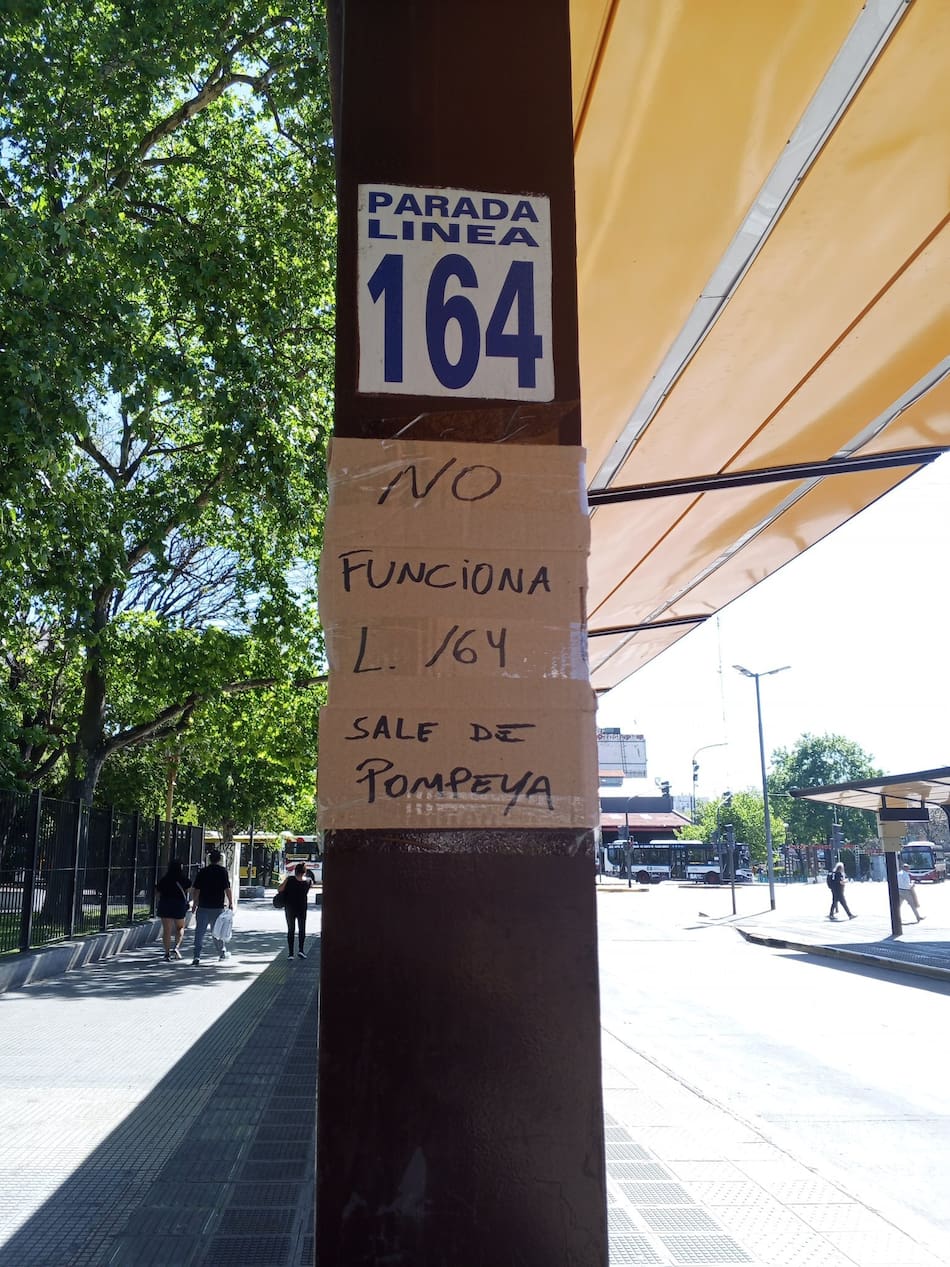 PARADA
LINEA
164
NO
FUNCIONA
L. 164
SALE DE
POMPEYA